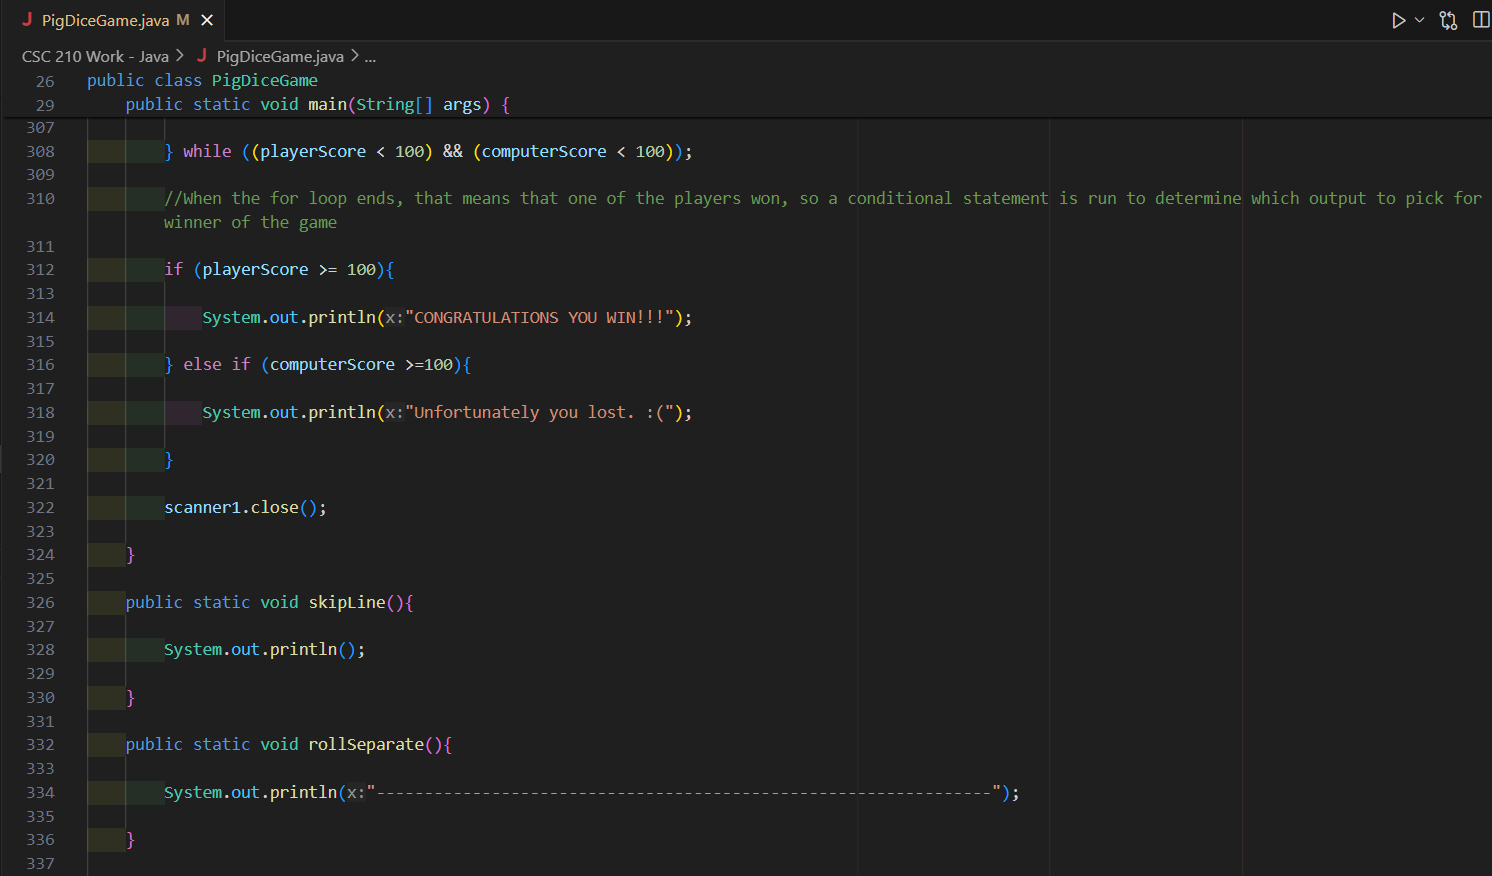 J PigDiceGame.java M ×
CSC 210 Work - Java > J PigDiceGame.java > ...
26 public class PigDiceGame
29 public static void main(String[] args) {
307
308 } while ((playerScore < 100) && (computerScore < 100));
309
310 //When the for loop ends, that means that one of the players won, so a conditional statement is run to determine which output to pick for
winner of the game
311
312 if (playerScore >= 100){
313
314 System.out.println(x:"CONGRATULATIONS YOU WIN!!!");
315
316 } else if (computerScore >=100){
317
318 System.out.println(x:"Unfortunately you lost. :(");
319
320 }
321
322 scanner1.close();
323
324 }
325
326 public static void skipLine(){
327
328 System.out.println();
329
330 }
331
332 public static void rollSeparate(){
333
334 System.out.println(x:"----------------------------------------------------------------");
335
336 }
337